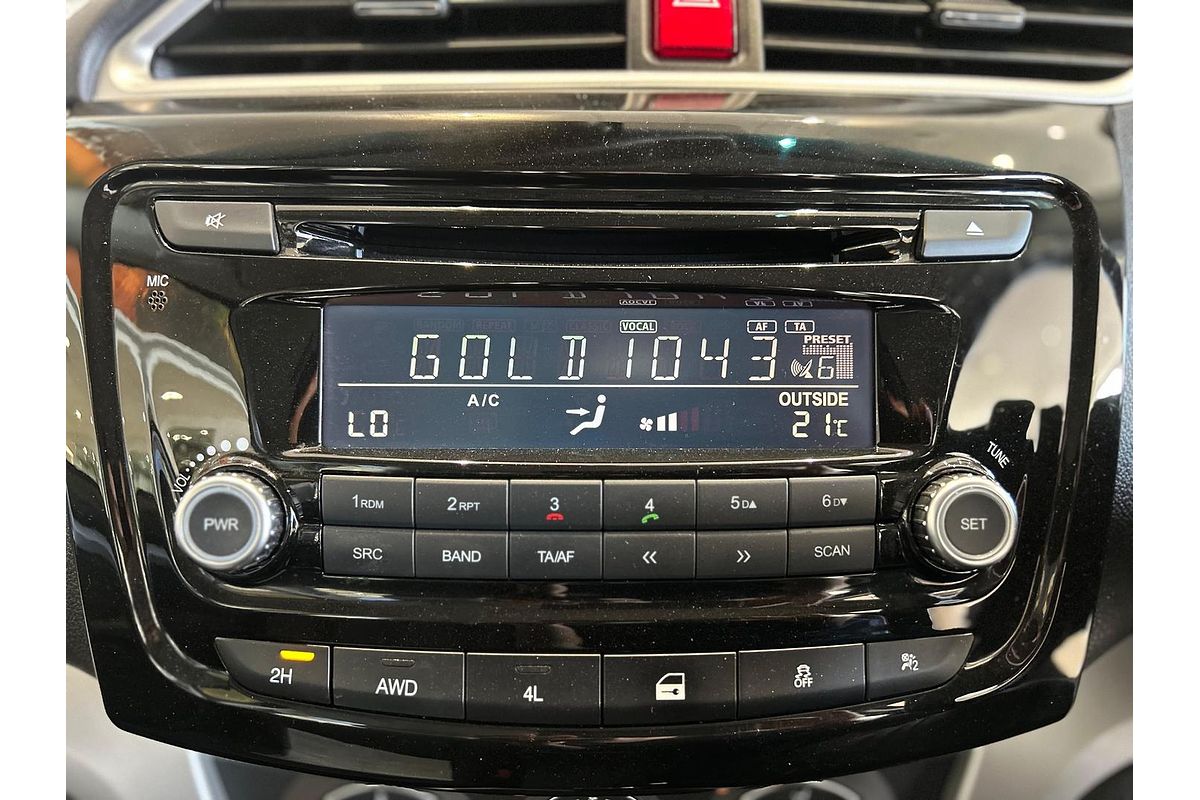 MIC
VOCAL AF TA
GOLD1043 PRESET 6
A/C OUTSIDE
LO 21℃
VOL TUNE
PWR 1RDM 2RPT 3 4 5D▲ 6D▼ SET
SRC BAND TA/AF << >> SCAN
2H AWD 4L OFF 2